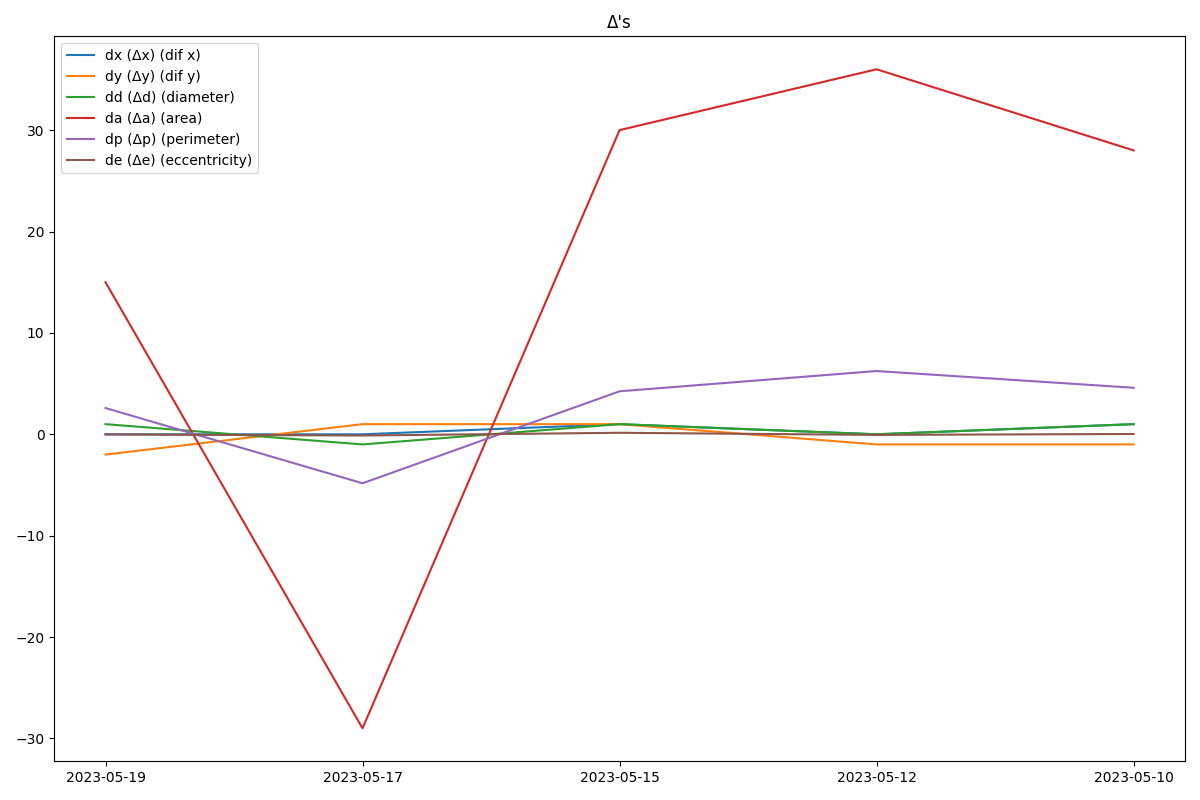 Δ's
dx (Δx) (dif x)
dy (Δy) (dif y)
dd (Δd) (diameter)
da (Δa) (area)
dp (Δp) (perimeter)
de (Δe) (eccentricity)
30
20
10
0
−10
−20
−30
2023-05-19 2023-05-17 2023-05-15 2023-05-12 2023-05-10